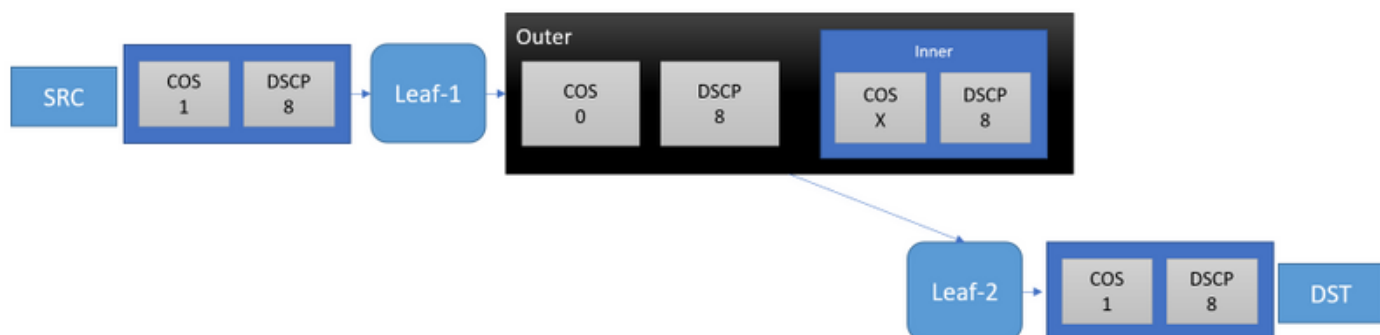 SRC
COS
1
DSCP
8
Leaf-1
Outer
COS
0
DSCP
8
Inner
COS
X
DSCP
8
Leaf-2
COS
1
DSCP
8
DST